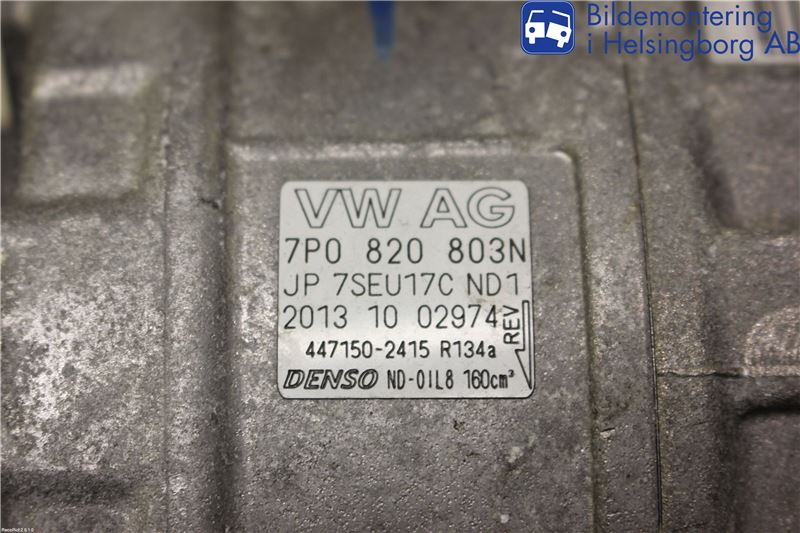 Bildemontering
i Helsingborg AB
VW AG
7P0 820 803N
JP 7SEU17C ND1
2013 10 02974
REV
447150-2415 R134a
DENSO ND-OIL8 160cm³